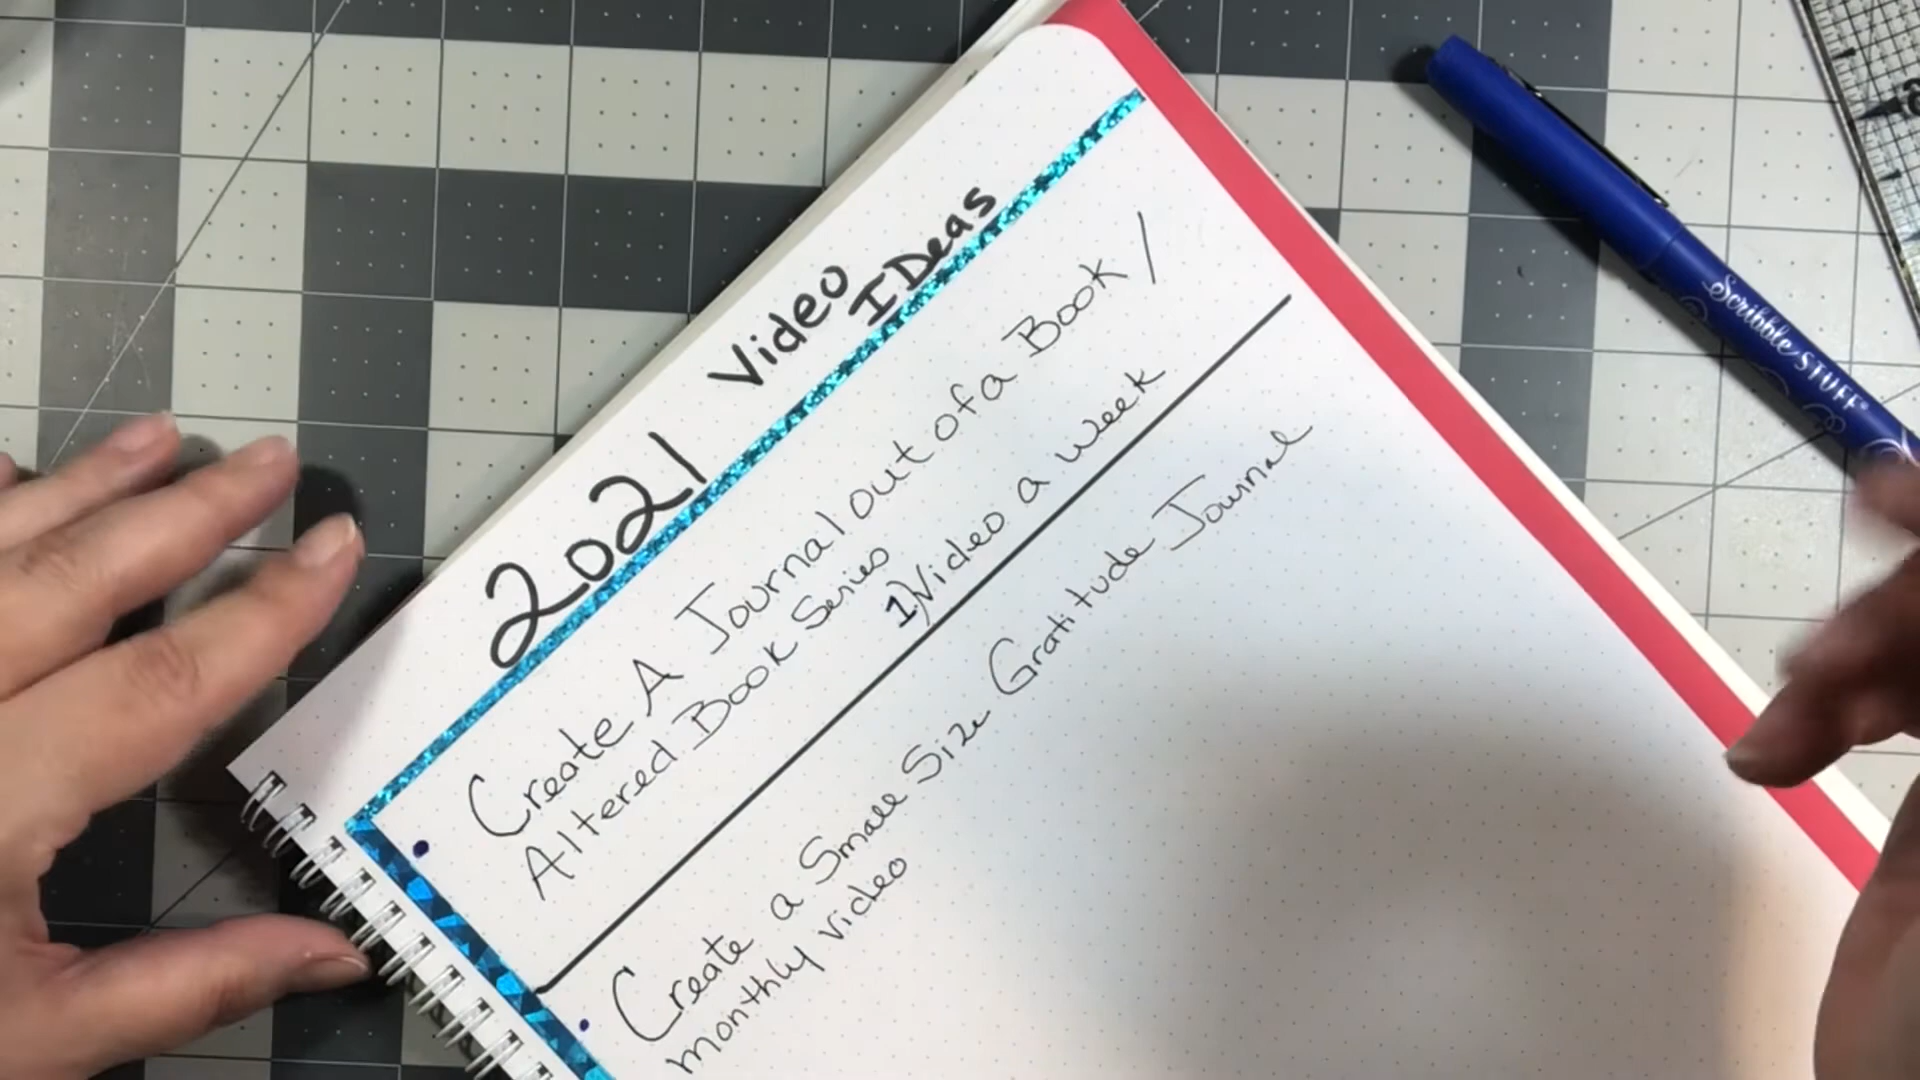 2021 Video IDeas
Create A Journal out of a Book /
Altered Book Series
1) Video a week
Create a Small Size Gratitude Journal
monthly video
Scribble STUFF